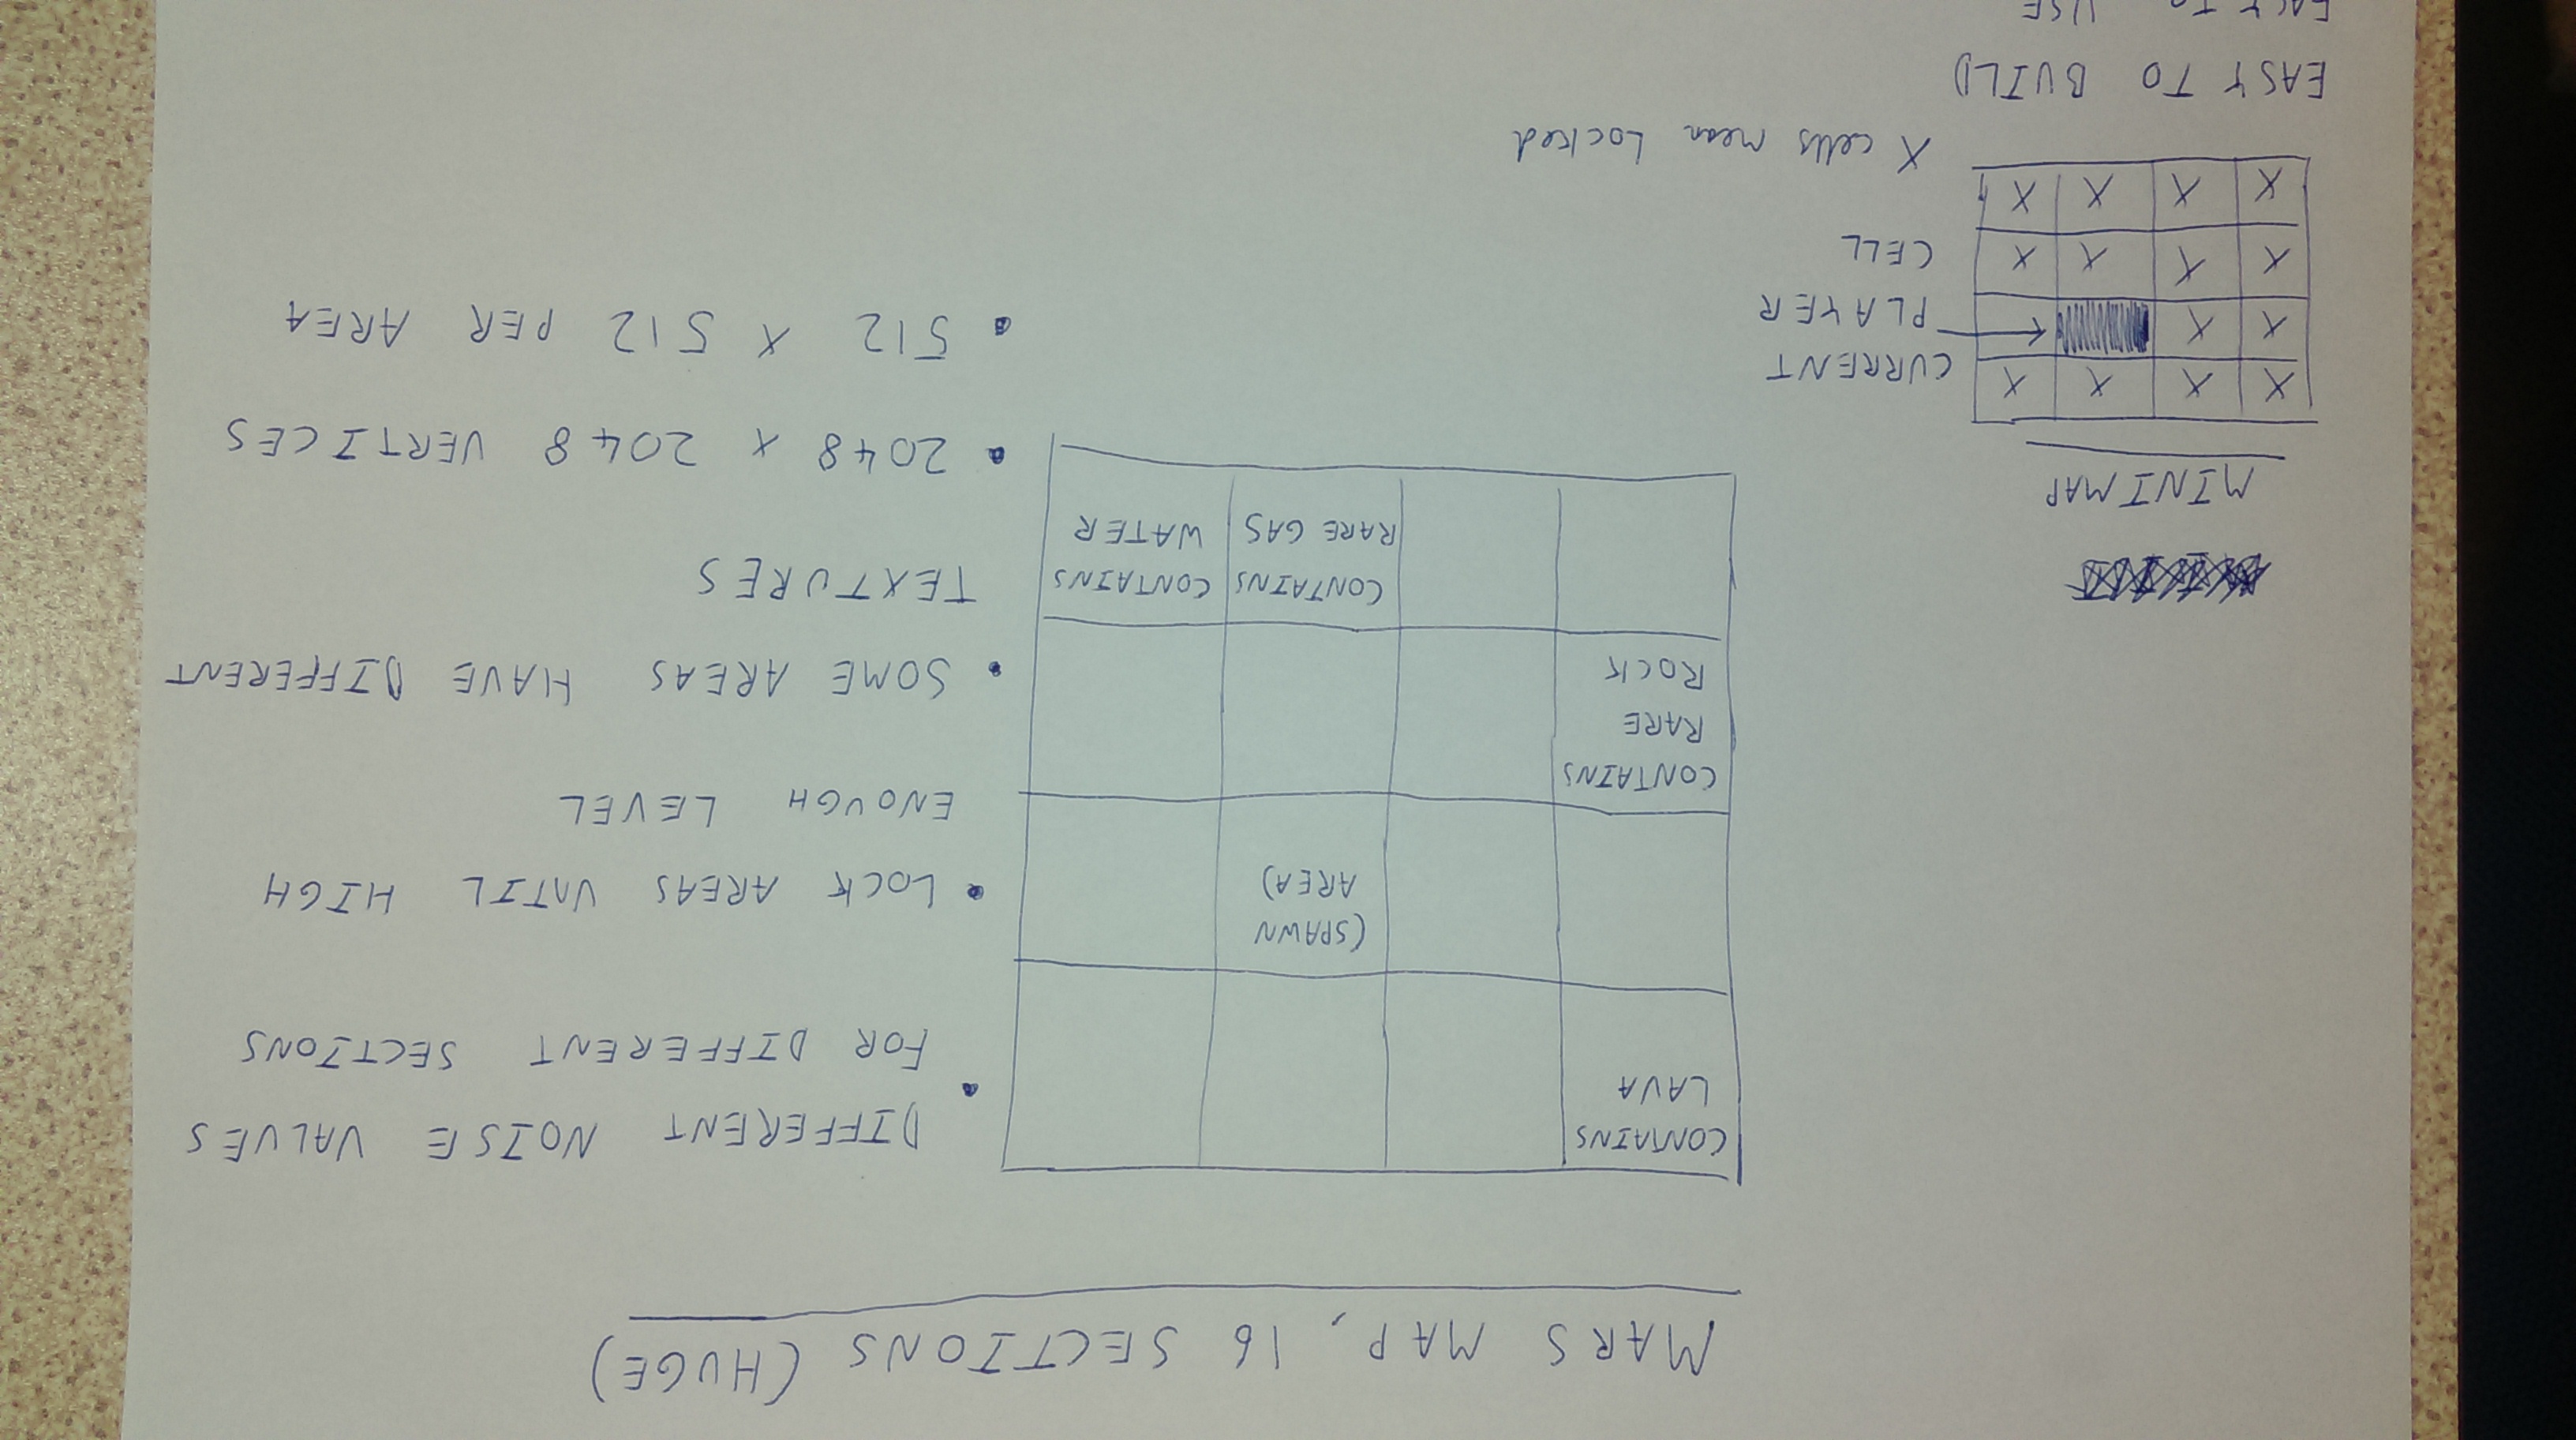 MARS MAP, 16 SECTIONS (HUGE)
CONTAINS
LAVA
(SPAWN
AREA)
CONTAINS
RARE
ROCK
CONTAINS
RARE GAS
CONTAINS
WATER
DIFFERENT NOISE VALUES
FOR DIFFERENT SECTIONS
LOCK AREAS UNTIL HIGH
ENOUGH LEVEL
SOME AREAS HAVE DIFFERENT
TEXTURES
2048 x 2048 VERTICES
512 x 512 PER AREA
MINIMAP
X X X X
X X
X X X X
X X X X
CURRENT
PLAYER
CELL
X cells mean Locked
EASY TO BUILD
EASY TO USE